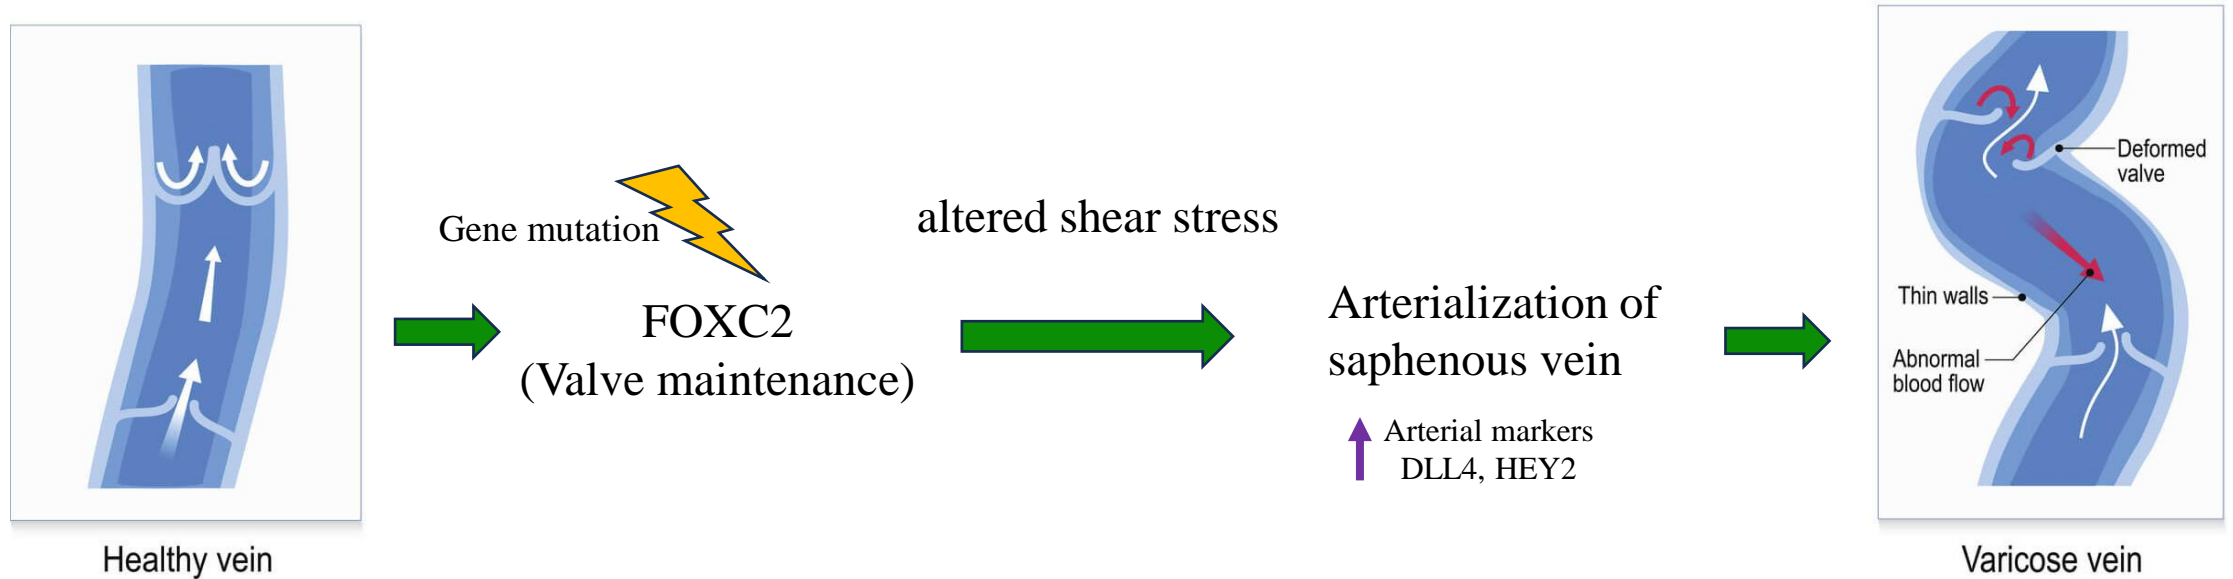 Healthy vein
Gene mutation
FOXC2
(Valve maintenance)
altered shear stress
Arterialization of
saphenous vein
Arterial markers
DLL4, HEY2
Deformed
valve
Thin walls
Abnormal
blood flow
Varicose vein